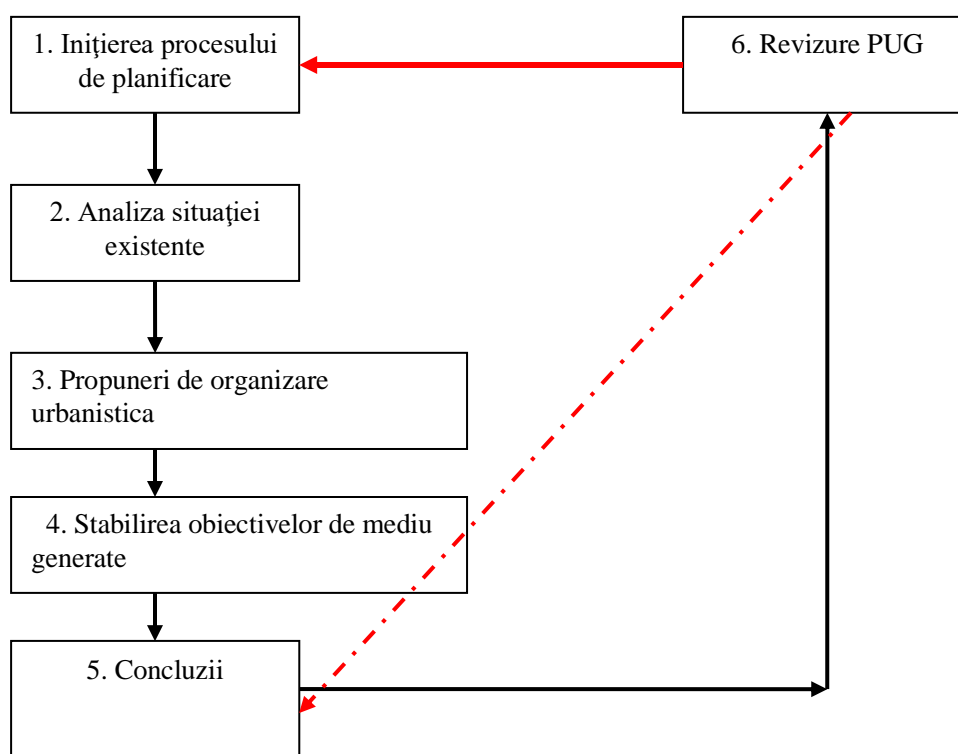 1. Iniţierea procesului
de planificare
6. Revizure PUG
2. Analiza situaţiei
existente
3. Propuneri de organizare
urbanistica
4. Stabilirea obiectivelor de mediu
generate
5. Concluzii